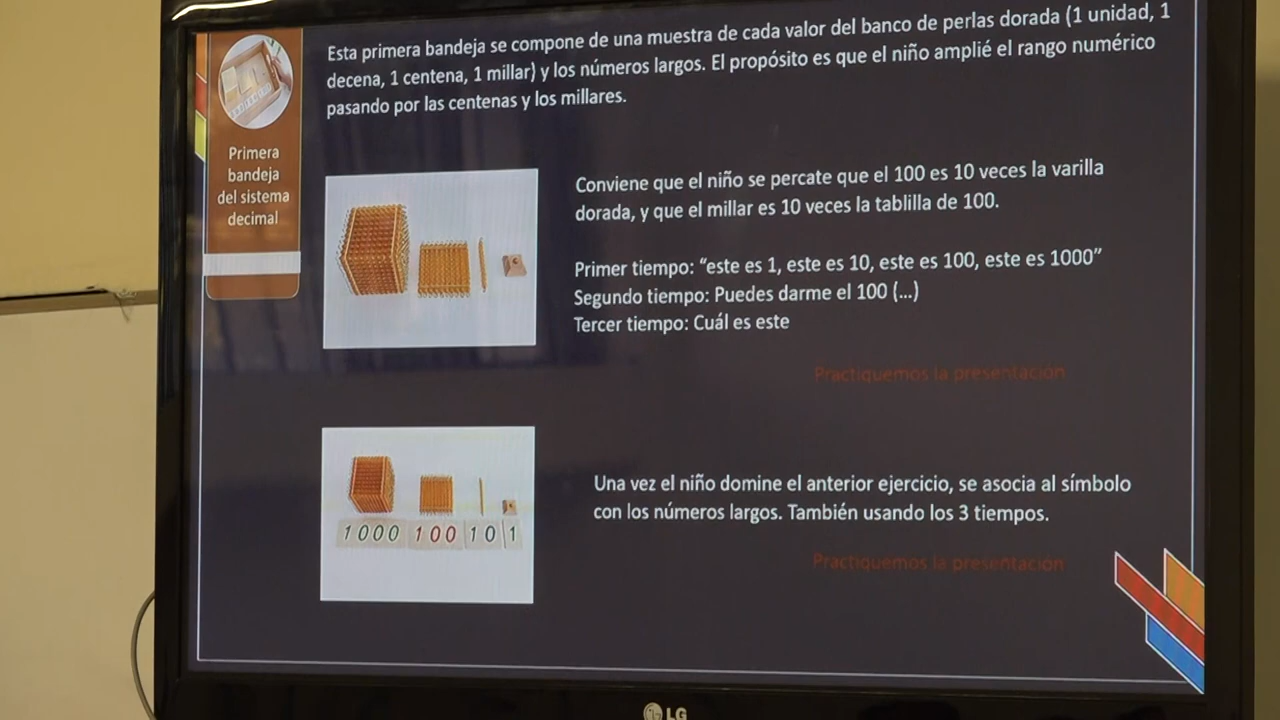 Esta primera bandeja se compone de una muestra de cada valor del banco de perlas dorada (1 unidad, 1
decena, 1 centena, 1 millar) y los números largos. El propósito es que el niño amplié el rango numérico
pasando por las centenas y los millares.
Primera
bandeja
del sistema
decimal
Conviene que el niño se percate que el 100 es 10 veces la varilla
dorada, y que el millar es 10 veces la tablilla de 100.
Primer tiempo: “este es 1, este es 10, este es 100, este es 1000”
Segundo tiempo: Puedes darme el 100 (...)
Tercer tiempo: Cuál es este
Practiquemos la presentación
1000 100 10 1
Una vez el niño domine el anterior ejercicio, se asocia al símbolo
con los números largos. También usando los 3 tiempos.
Practiquemos la presentación
LG